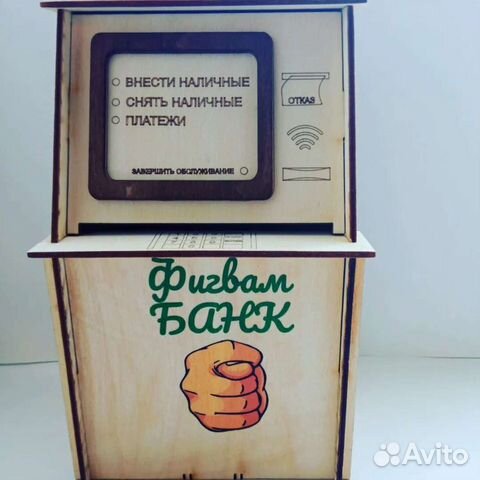 ВНЕСТИ НАЛИЧНЫЕ
СНЯТЬ НАЛИЧНЫЕ
ПЛАТЕЖИ
ЗАВЕРШИТЬ ОБСЛУЖИВАНИЕ
ОТКАЗ
Фигвам
БАНК
Avito